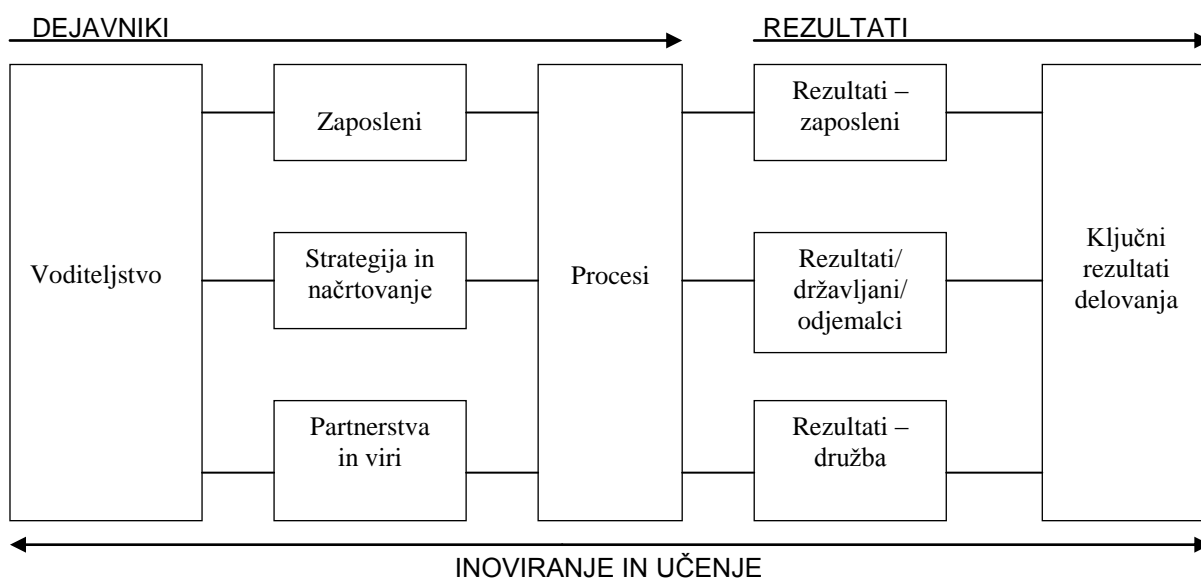 DEJAVNIKI
REZULTATI
Voditeljstvo
Zaposleni
Strategija in
načrtovanje
Partnerstva
in viri
Procesi
Rezultati –
zaposleni
Rezultati/
državljani/
odjemalci
Rezultati –
družba
Ključni
rezultati
delovanja
INOVIRANJE IN UČENJE